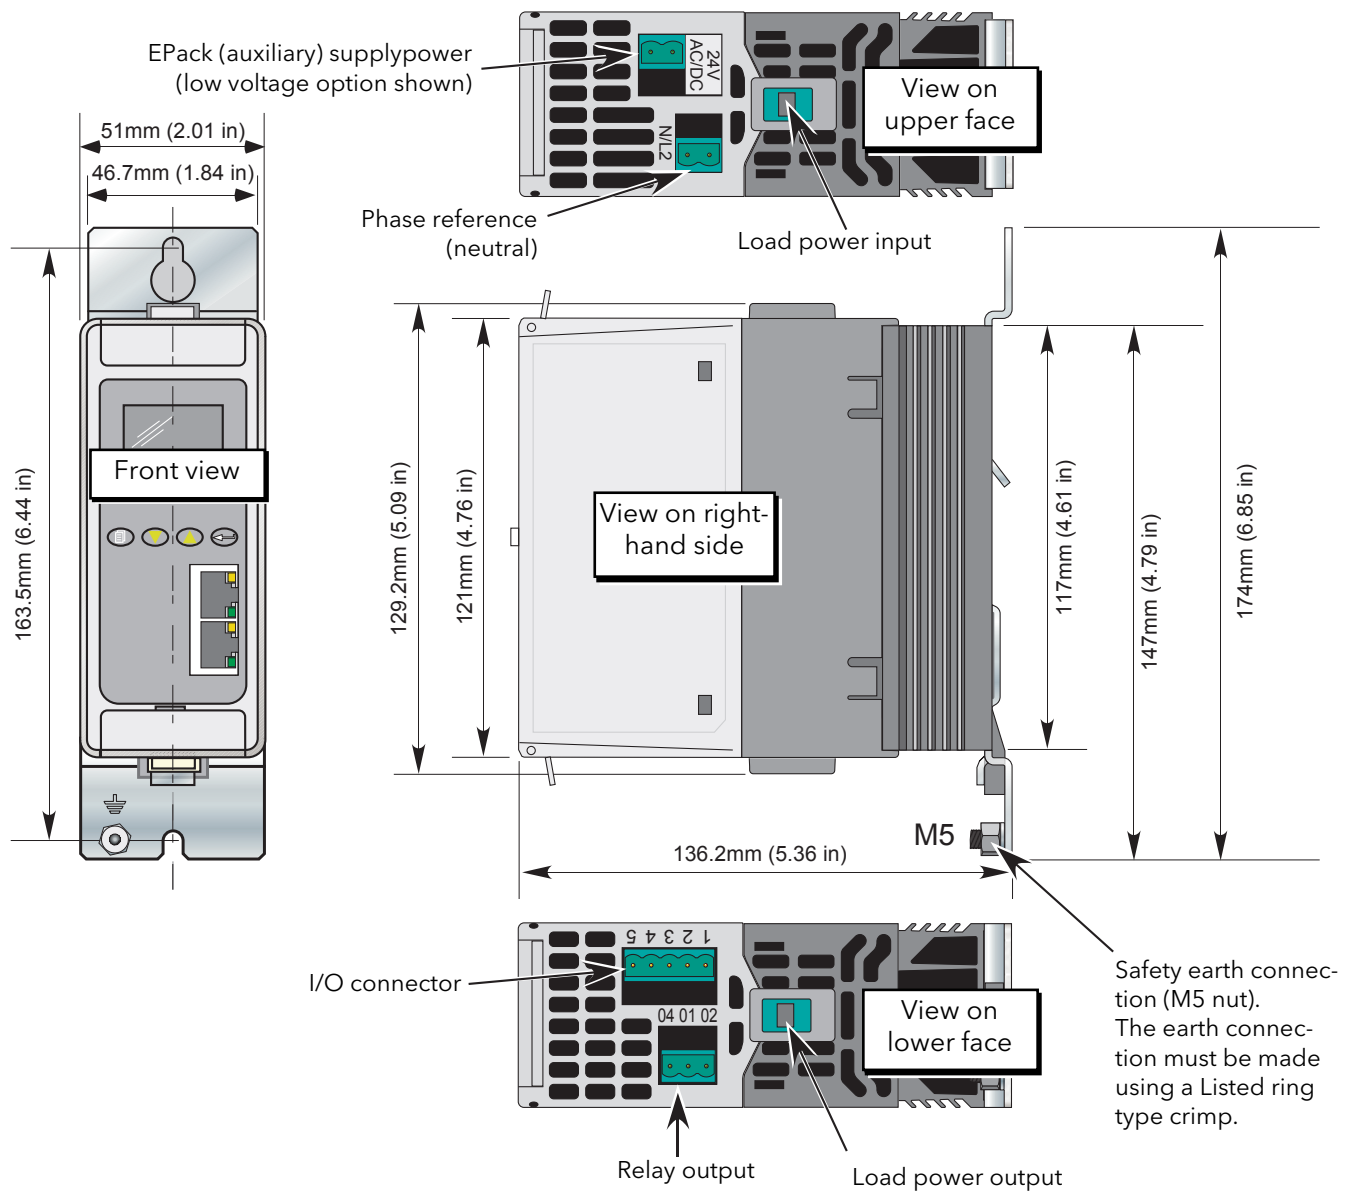 EPack (auxiliary) supplypower
(low voltage option shown)
24V
AC/DC
N/L2
View on
upper face
51mm (2.01 in)
46.7mm (1.84 in)
Phase reference
(neutral)
Load power input
Front view
163.5mm (6.44 in)
129.2mm (5.09 in)
121mm (4.76 in)
View on right-
hand side
117mm (4.61 in)
147mm (4.79 in)
174mm (6.85 in)
M5
136.2mm (5.36 in)
I/O connector
5 4 3 2 1
04 01 02
View on
lower face
Safety earth connec-
tion (M5 nut).
The earth connec-
tion must be made
using a Listed ring
type crimp.
Relay output
Load power output